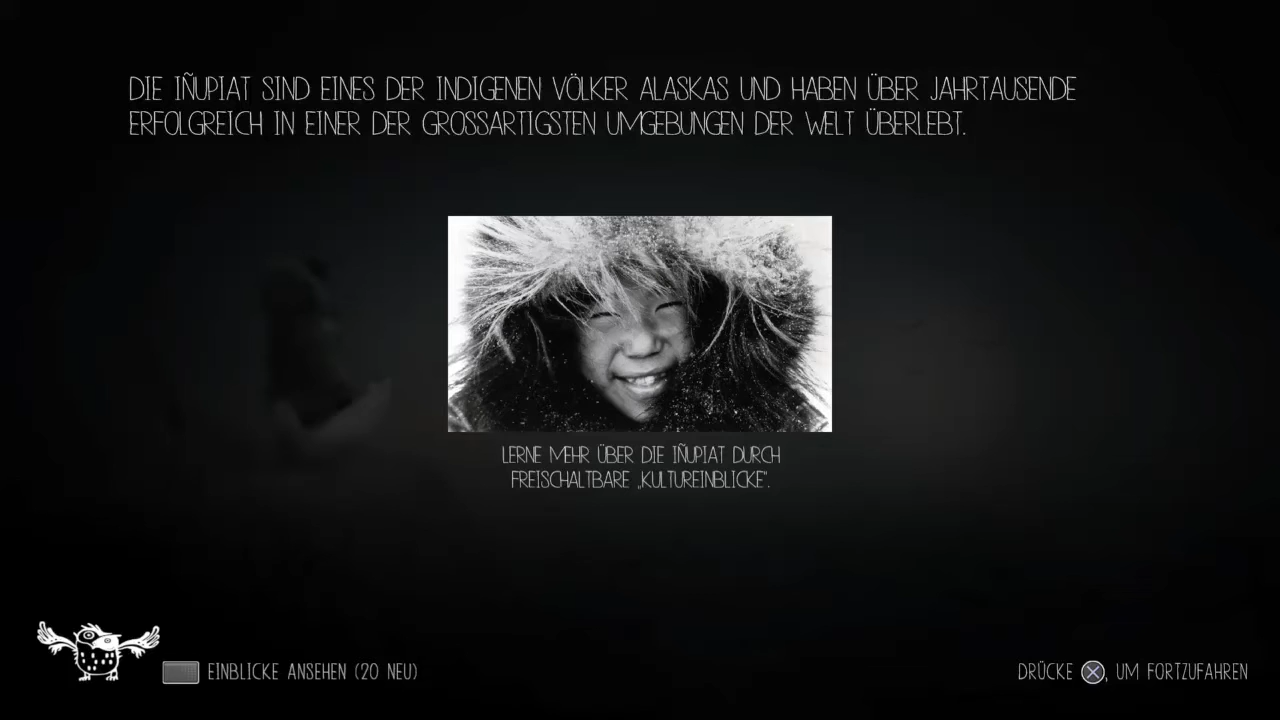 DIE IÑUPIAT SIND EINES DER INDIGENEN VÖLKER ALASKAS UND HABEN ÜBER JAHRTAUSENDE
ERFOLGREICH IN EINER DER GROSSARTIGSTEN UMGEBUNGEN DER WELT ÜBERLEBT.
LERNE MEHR ÜBER DIE IÑUPIAT DURCH
FREISCHALTBARE „KULTUREINBLICKE".
EINBLICKE ANSEHEN (20 NEU)
DRÜCKE Ⓧ, UM FORTZUFAHREN